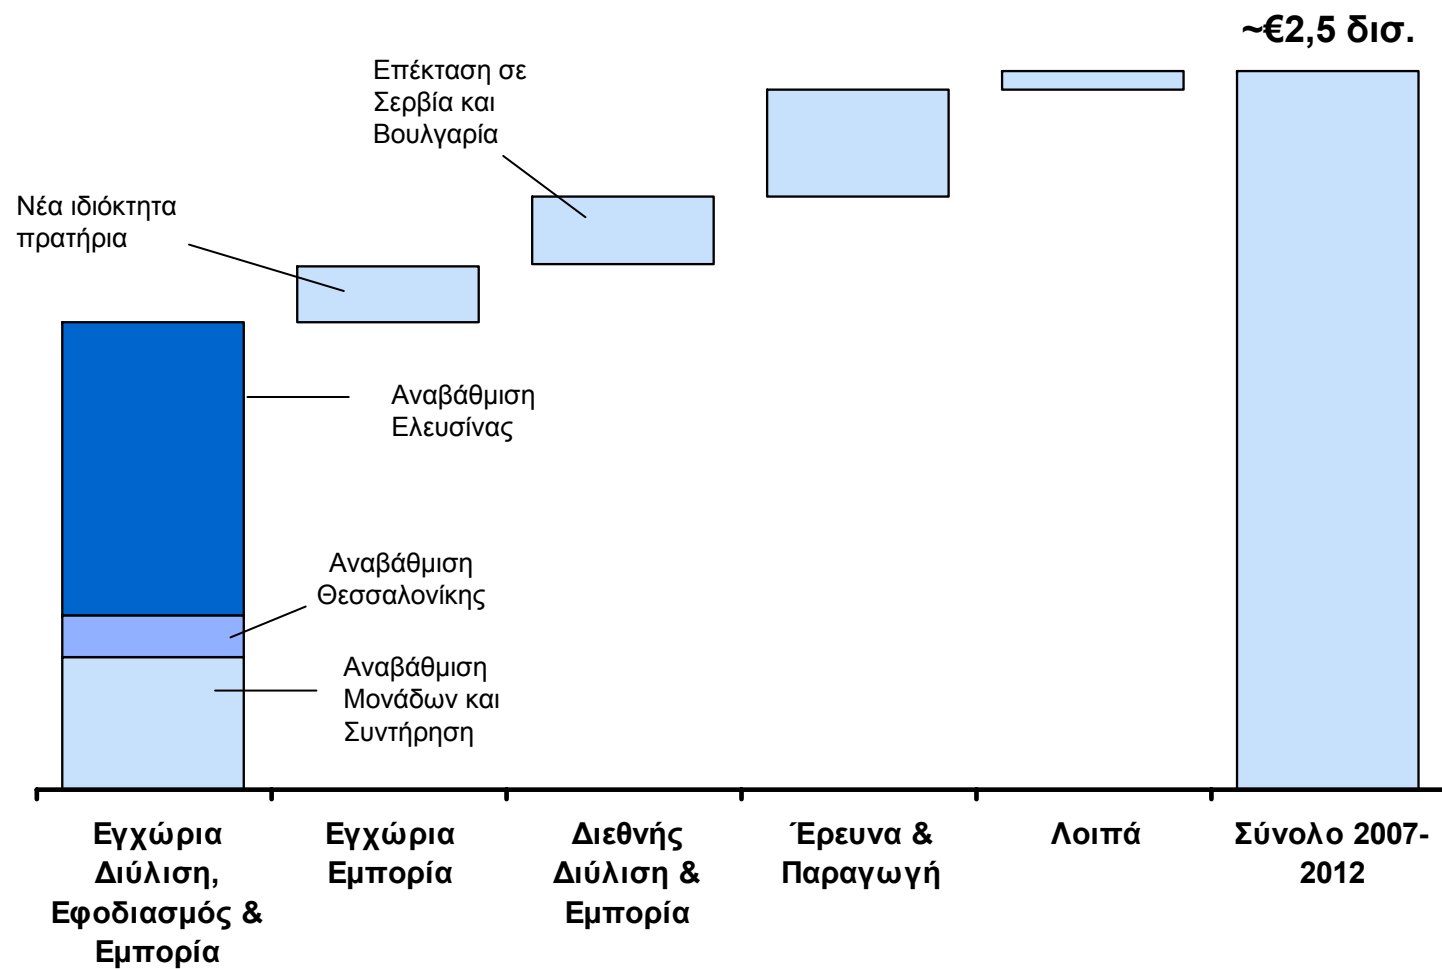 ~€2,5 δισ.
Επέκταση σε
Σερβία και
Βουλγαρία
Νέα ιδιόκτητα
πρατήρια
Αναβάθμιση
Ελευσίνας
Αναβάθμιση
Θεσσαλονίκης
Αναβάθμιση
Μονάδων και
Συντήρηση
Εγχώρια
Διύλιση,
Εφοδιασμός &
Εμπορία
Εγχώρια
Εμπορία
Διεθνής
Διύλιση &
Εμπορία
Έρευνα &
Παραγωγή
Λοιπά
Σύνολο 2007-
2012